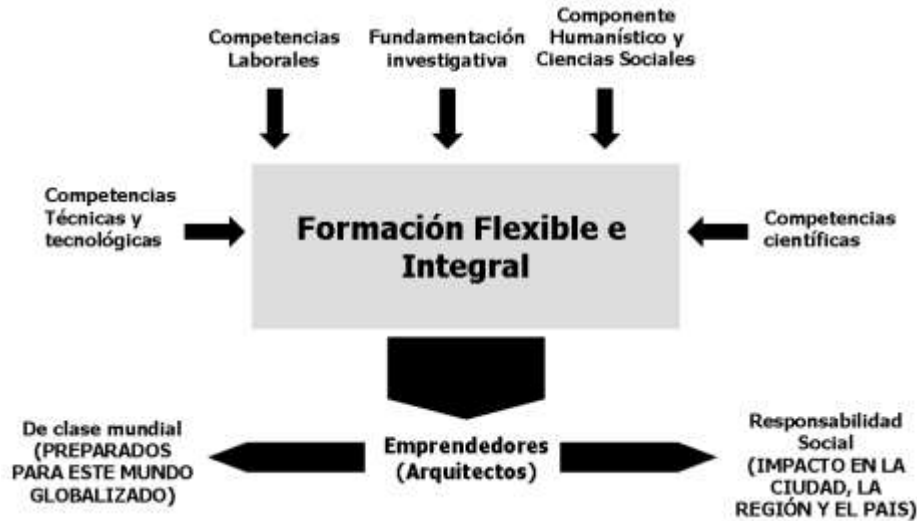 Competencias
Laborales
Fundamentación
investigativa
Componente
Humanístico y
Ciencias Sociales
Competencias
Técnicas y
tecnológicas
Formación Flexible e
Integral
Competencias
científicas
De clase mundial
(PREPARADOS
PARA ESTE MUNDO
GLOBALIZADO)
Emprendedores
(Arquitectos)
Responsabilidad
Social
(IMPACTO EN LA
CIUDAD, LA
REGIÓN Y EL PAIS)